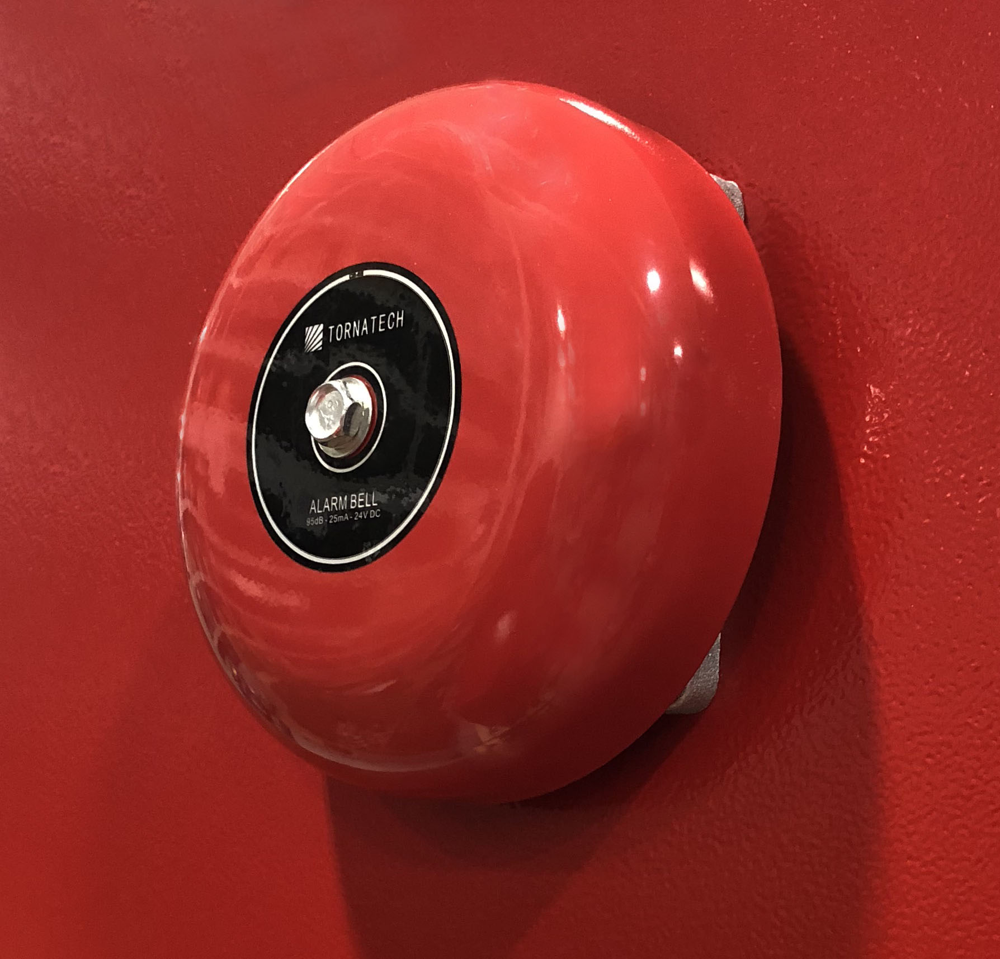 TORNATECH
ALARM BELL
95dB - 25mA - 24V DC